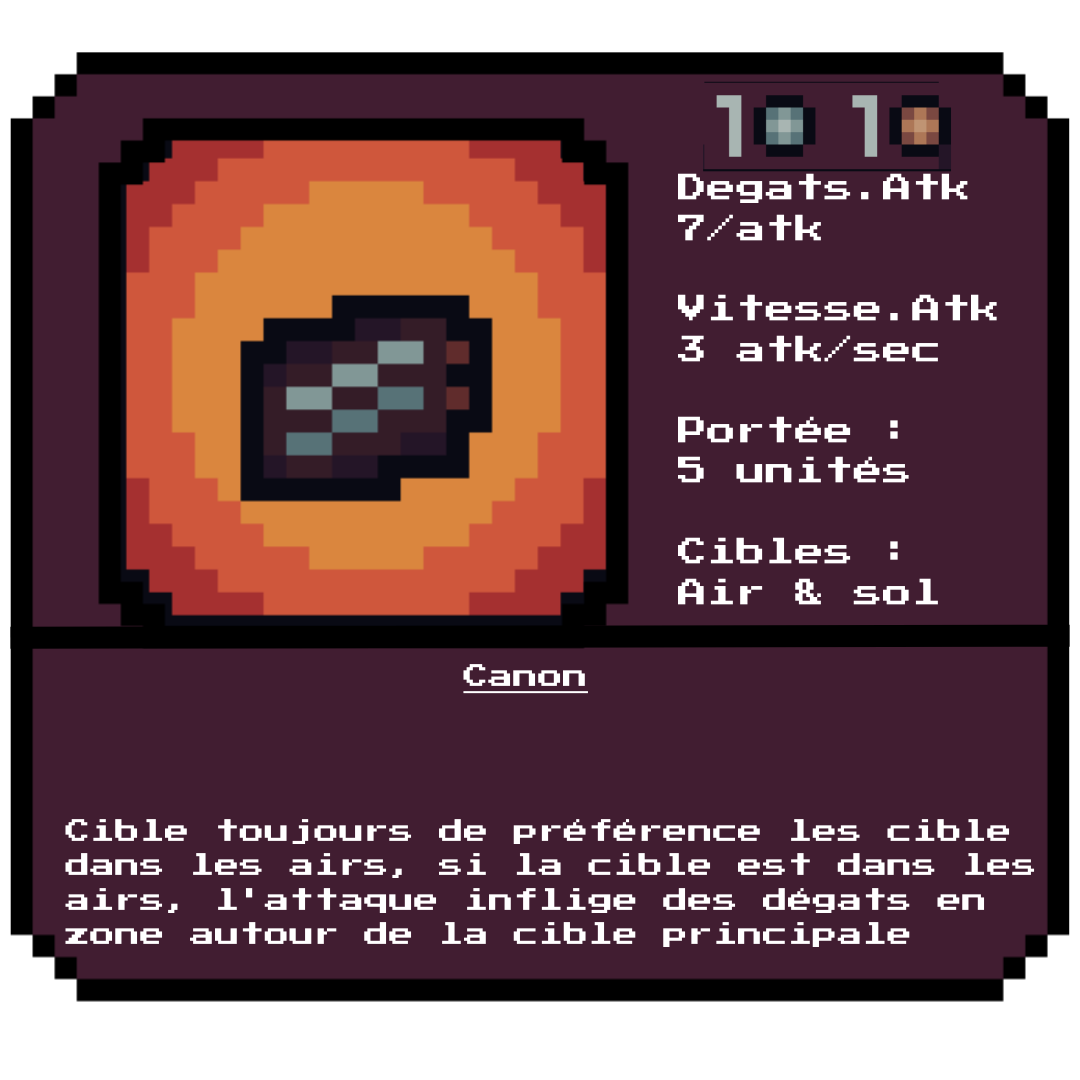 1 1
Degats.Atk
7/atk
Vitesse.Atk
3 atk/sec
Portée :
5 unités
Cibles :
Air & sol
Canon
Cible toujours de préférence les cible
dans les airs, si la cible est dans les
airs, l'attaque inflige des dégats en
zone autour de la cible principale